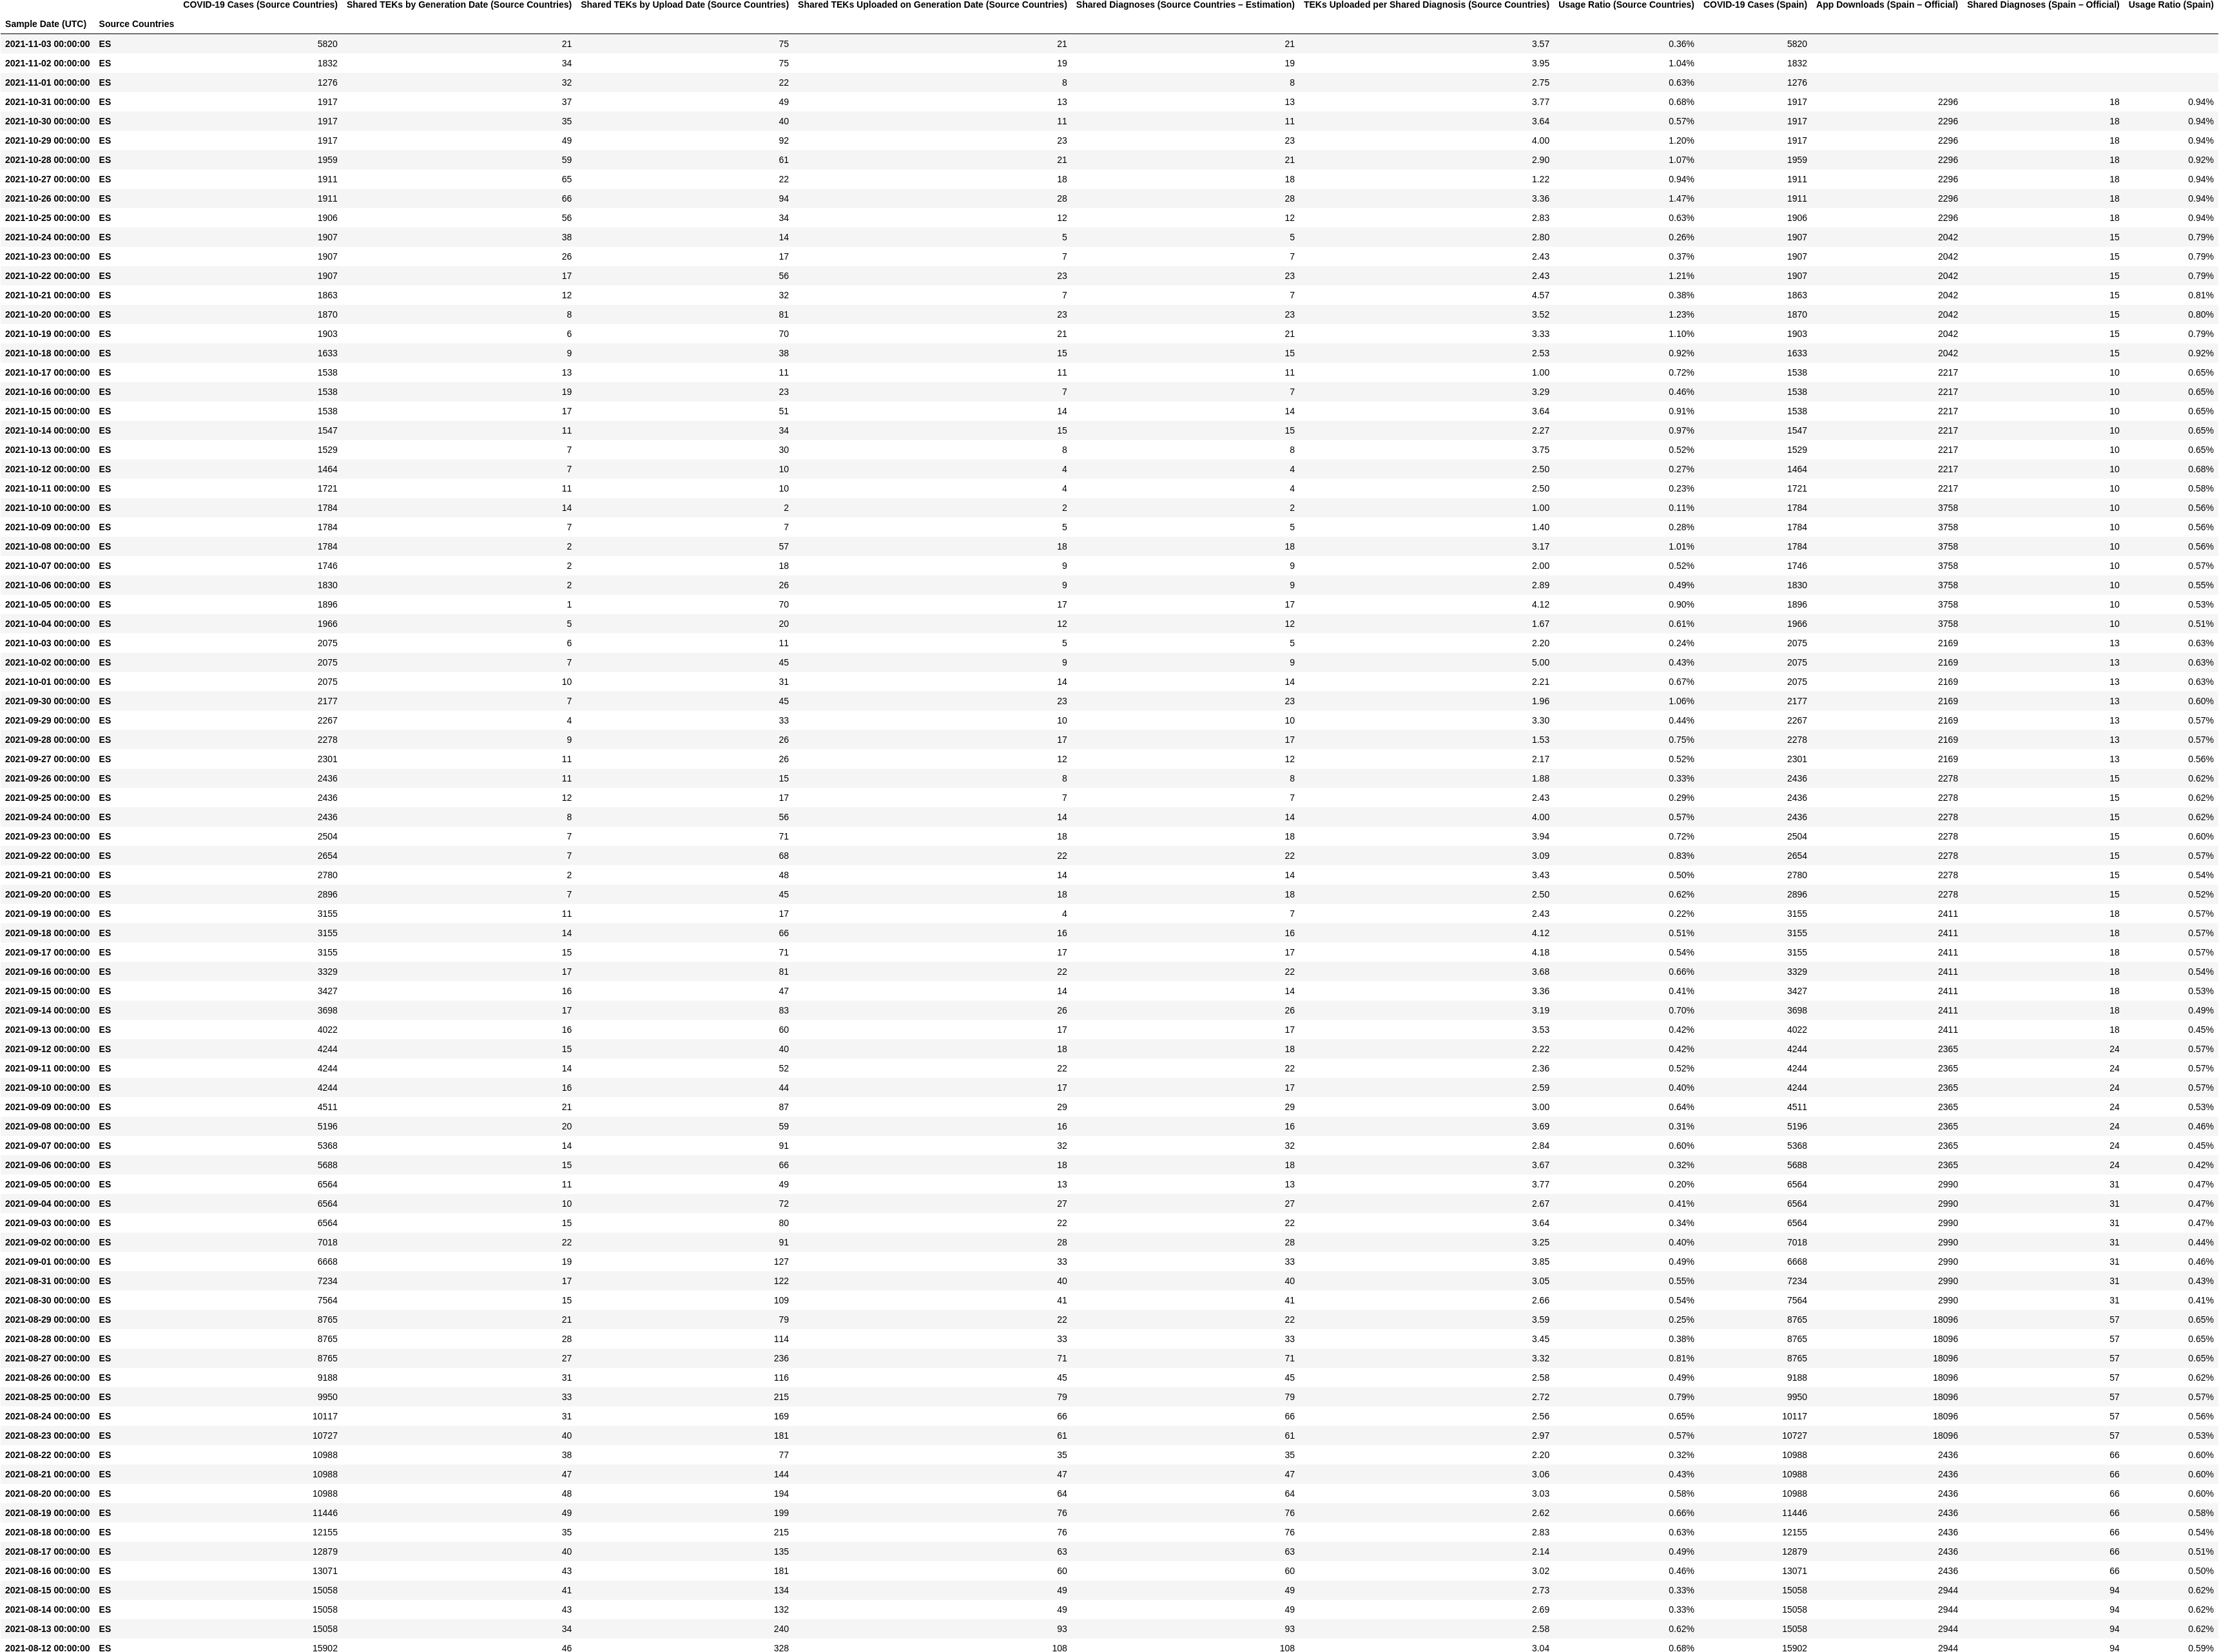 COVID-19 Cases (Source Countries) Shared TEKs by Generation Date (Source Countries) Shared TEKs by Upload Date (Source Countries) Shared TEKs Uploaded on Generation Date (Source Countries) Shared Diagnoses (Source Countries – Estimation) TEKs Uploaded per Shared Diagnosis (Source Countries) Usage Ratio (Source Countries) COVID-19 Cases (Spain) App Downloads (Spain – Official) Shared Diagnoses (Spain – Official) Usage Ratio (Spain)
Sample Date (UTC) Source Countries
2021-11-03 00:00:00 ES 5820 21 75 21 21 3.57 0.36% 5820
2021-11-02 00:00:00 ES 1832 34 75 19 19 3.95 1.04% 1832
2021-11-01 00:00:00 ES 1276 32 22 8 8 2.75 0.63% 1276
2021-10-31 00:00:00 ES 1917 37 49 13 13 3.77 0.68% 1917 2296 18 0.94%
2021-10-30 00:00:00 ES 1917 35 40 11 11 3.64 0.57% 1917 2296 18 0.94%
2021-10-29 00:00:00 ES 1917 49 92 23 23 4.00 1.20% 1917 2296 18 0.94%
2021-10-28 00:00:00 ES 1959 59 61 21 21 2.90 1.07% 1959 2296 18 0.92%
2021-10-27 00:00:00 ES 1911 65 22 18 18 1.22 0.94% 1911 2296 18 0.94%
2021-10-26 00:00:00 ES 1911 66 94 28 28 3.36 1.47% 1911 2296 18 0.94%
2021-10-25 00:00:00 ES 1906 56 34 12 12 2.83 0.63% 1906 2296 18 0.94%
2021-10-24 00:00:00 ES 1907 38 14 5 5 2.80 0.26% 1907 2042 15 0.79%
2021-10-23 00:00:00 ES 1907 26 17 7 7 2.43 0.37% 1907 2042 15 0.79%
2021-10-22 00:00:00 ES 1907 17 56 23 23 2.43 1.21% 1907 2042 15 0.79%
2021-10-21 00:00:00 ES 1863 12 32 7 7 4.57 0.38% 1863 2042 15 0.81%
2021-10-20 00:00:00 ES 1870 8 81 23 23 3.52 1.23% 1870 2042 15 0.80%
2021-10-19 00:00:00 ES 1903 6 70 21 21 3.33 1.10% 1903 2042 15 0.79%
2021-10-18 00:00:00 ES 1633 9 38 15 15 2.53 0.92% 1633 2042 15 0.92%
2021-10-17 00:00:00 ES 1538 13 11 11 11 1.00 0.72% 1538 2217 10 0.65%
2021-10-16 00:00:00 ES 1538 19 23 7 7 3.29 0.46% 1538 2217 10 0.65%
2021-10-15 00:00:00 ES 1538 17 51 14 14 3.64 0.91% 1538 2217 10 0.65%
2021-10-14 00:00:00 ES 1547 11 34 15 15 2.27 0.97% 1547 2217 10 0.65%
2021-10-13 00:00:00 ES 1529 7 30 8 8 3.75 0.52% 1529 2217 10 0.65%
2021-10-12 00:00:00 ES 1464 7 10 4 4 2.50 0.27% 1464 2217 10 0.68%
2021-10-11 00:00:00 ES 1721 11 10 4 4 2.50 0.23% 1721 2217 10 0.58%
2021-10-10 00:00:00 ES 1784 14 2 2 2 1.00 0.11% 1784 3758 10 0.56%
2021-10-09 00:00:00 ES 1784 7 7 5 5 1.40 0.28% 1784 3758 10 0.56%
2021-10-08 00:00:00 ES 1784 2 57 18 18 3.17 1.01% 1784 3758 10 0.56%
2021-10-07 00:00:00 ES 1746 2 18 9 9 2.00 0.52% 1746 3758 10 0.57%
2021-10-06 00:00:00 ES 1830 2 26 9 9 2.89 0.49% 1830 3758 10 0.55%
2021-10-05 00:00:00 ES 1896 1 70 17 17 4.12 0.90% 1896 3758 10 0.53%
2021-10-04 00:00:00 ES 1966 5 20 12 12 1.67 0.61% 1966 3758 10 0.51%
2021-10-03 00:00:00 ES 2075 6 11 5 5 2.20 0.24% 2075 2169 13 0.63%
2021-10-02 00:00:00 ES 2075 7 45 9 9 5.00 0.43% 2075 2169 13 0.63%
2021-10-01 00:00:00 ES 2075 10 31 14 14 2.21 0.67% 2075 2169 13 0.63%
2021-09-30 00:00:00 ES 2177 7 45 23 23 1.96 1.06% 2177 2169 13 0.60%
2021-09-29 00:00:00 ES 2267 4 33 10 10 3.30 0.44% 2267 2169 13 0.57%
2021-09-28 00:00:00 ES 2278 9 26 17 17 1.53 0.75% 2278 2169 13 0.57%
2021-09-27 00:00:00 ES 2301 11 26 12 12 2.17 0.52% 2301 2169 13 0.56%
2021-09-26 00:00:00 ES 2436 11 15 8 8 1.88 0.33% 2436 2278 15 0.62%
2021-09-25 00:00:00 ES 2436 12 17 7 7 2.43 0.29% 2436 2278 15 0.62%
2021-09-24 00:00:00 ES 2436 8 56 14 14 4.00 0.57% 2436 2278 15 0.62%
2021-09-23 00:00:00 ES 2504 7 71 18 18 3.94 0.72% 2504 2278 15 0.60%
2021-09-22 00:00:00 ES 2654 7 68 22 22 3.09 0.83% 2654 2278 15 0.57%
2021-09-21 00:00:00 ES 2780 2 48 14 14 3.43 0.50% 2780 2278 15 0.54%
2021-09-20 00:00:00 ES 2896 7 45 18 18 2.50 0.62% 2896 2278 15 0.52%
2021-09-19 00:00:00 ES 3155 11 17 4 7 2.43 0.22% 3155 2411 18 0.57%
2021-09-18 00:00:00 ES 3155 14 66 16 16 4.12 0.51% 3155 2411 18 0.57%
2021-09-17 00:00:00 ES 3155 15 71 17 17 4.18 0.54% 3155 2411 18 0.57%
2021-09-16 00:00:00 ES 3329 17 81 22 22 3.68 0.66% 3329 2411 18 0.54%
2021-09-15 00:00:00 ES 3427 16 47 14 14 3.36 0.41% 3427 2411 18 0.53%
2021-09-14 00:00:00 ES 3698 17 83 26 26 3.19 0.70% 3698 2411 18 0.49%
2021-09-13 00:00:00 ES 4022 16 60 17 17 3.53 0.42% 4022 2411 18 0.45%
2021-09-12 00:00:00 ES 4244 15 40 18 18 2.22 0.42% 4244 2365 24 0.57%
2021-09-11 00:00:00 ES 4244 14 52 22 22 2.36 0.52% 4244 2365 24 0.57%
2021-09-10 00:00:00 ES 4244 16 44 17 17 2.59 0.40% 4244 2365 24 0.57%
2021-09-09 00:00:00 ES 4511 21 87 29 29 3.00 0.64% 4511 2365 24 0.53%
2021-09-08 00:00:00 ES 5196 20 59 16 16 3.69 0.31% 5196 2365 24 0.46%
2021-09-07 00:00:00 ES 5368 14 91 32 32 2.84 0.60% 5368 2365 24 0.45%
2021-09-06 00:00:00 ES 5688 15 66 18 18 3.67 0.32% 5688 2365 24 0.42%
2021-09-05 00:00:00 ES 6564 11 49 13 13 3.77 0.20% 6564 2990 31 0.47%
2021-09-04 00:00:00 ES 6564 10 72 27 27 2.67 0.41% 6564 2990 31 0.47%
2021-09-03 00:00:00 ES 6564 15 80 22 22 3.64 0.34% 6564 2990 31 0.47%
2021-09-02 00:00:00 ES 7018 22 91 28 28 3.25 0.40% 7018 2990 31 0.44%
2021-09-01 00:00:00 ES 6668 19 127 33 33 3.85 0.49% 6668 2990 31 0.46%
2021-08-31 00:00:00 ES 7234 17 122 40 40 3.05 0.55% 7234 2990 31 0.43%
2021-08-30 00:00:00 ES 7564 15 109 41 41 2.66 0.54% 7564 2990 31 0.41%
2021-08-29 00:00:00 ES 8765 21 79 22 22 3.59 0.25% 8765 18096 57 0.65%
2021-08-28 00:00:00 ES 8765 28 114 33 33 3.45 0.38% 8765 18096 57 0.65%
2021-08-27 00:00:00 ES 8765 27 236 71 71 3.32 0.81% 8765 18096 57 0.65%
2021-08-26 00:00:00 ES 9188 31 116 45 45 2.58 0.49% 9188 18096 57 0.62%
2021-08-25 00:00:00 ES 9950 33 215 79 79 2.72 0.79% 9950 18096 57 0.57%
2021-08-24 00:00:00 ES 10117 31 169 66 66 2.56 0.65% 10117 18096 57 0.56%
2021-08-23 00:00:00 ES 10727 40 181 61 61 2.97 0.57% 10727 18096 57 0.53%
2021-08-22 00:00:00 ES 10988 38 77 35 35 2.20 0.32% 10988 2436 66 0.60%
2021-08-21 00:00:00 ES 10988 47 144 47 47 3.06 0.43% 10988 2436 66 0.60%
2021-08-20 00:00:00 ES 10988 48 194 64 64 3.03 0.58% 10988 2436 66 0.60%
2021-08-19 00:00:00 ES 11446 49 199 76 76 2.62 0.66% 11446 2436 66 0.58%
2021-08-18 00:00:00 ES 12155 35 215 76 76 2.83 0.63% 12155 2436 66 0.54%
2021-08-17 00:00:00 ES 12879 40 135 63 63 2.14 0.49% 12879 2436 66 0.51%
2021-08-16 00:00:00 ES 13071 43 181 60 60 3.02 0.46% 13071 2436 66 0.50%
2021-08-15 00:00:00 ES 15058 41 134 49 49 2.73 0.33% 15058 2944 94 0.62%
2021-08-14 00:00:00 ES 15058 43 132 49 49 2.69 0.33% 15058 2944 94 0.62%
2021-08-13 00:00:00 ES 15058 34 240 93 93 2.58 0.62% 15058 2944 94 0.62%
2021-08-12 00:00:00 ES 15902 46 328 108 108 3.04 0.68% 15902 2944 94 0.59%